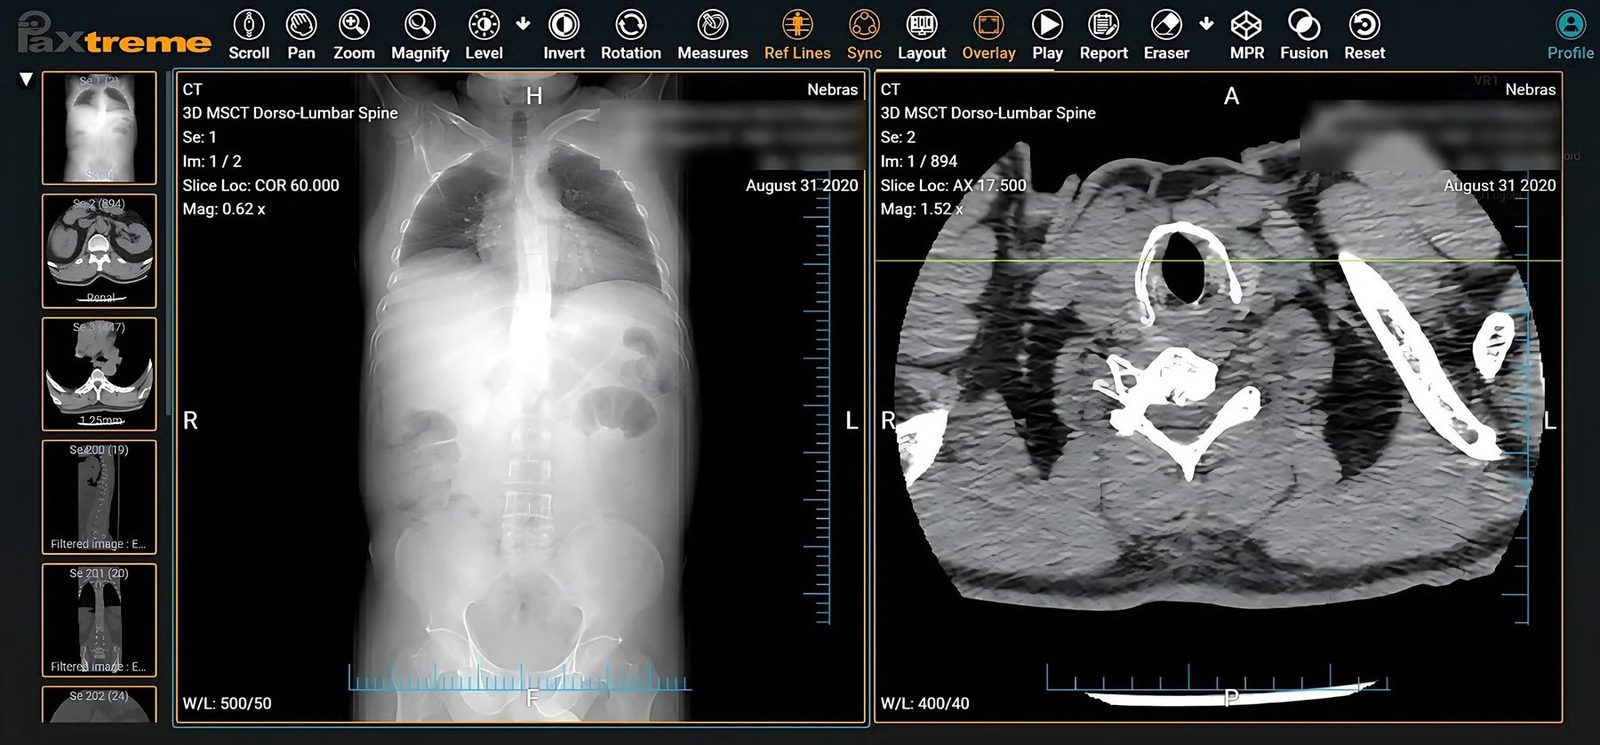 PaXtreme
Scroll Pan Zoom Magnify Level Invert Rotation Measures Ref Lines Sync Layout Overlay Play Report Eraser MPR Fusion Reset Profile
Se 1 (2)
Se 2 (894)
Renal
Se 3 (447)
1.25mm
Se 200 (19)
Filtered image : E...
Se 201 (20)
Filtered image : E...
Se 202 (24)
CT
3D MSCT Dorso-Lumbar Spine
Se: 1
Im: 1 / 2
Slice Loc: COR 60.000
Mag: 0.62 x
H
Nebras
August 31 2020
R
L
W/L: 500/50
F
CT
3D MSCT Dorso-Lumbar Spine
Se: 2
Im: 1 / 894
Slice Loc: AX 17.500
Mag: 1.52 x
A
VR1
Nebras
ord
August 31 2020
R
L
W/L: 400/40
P